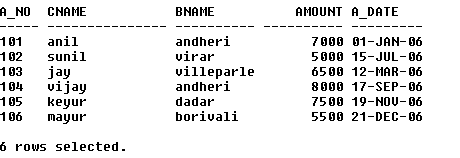 A_NO CNAME BNAME AMOUNT A_DATE
----- --------------- ---------- --------- ---------
101 anil andheri 7000 01-JAN-06
102 sunil virar 5000 15-JUL-06
103 jay villeparle 6500 12-MAR-06
104 vijay andheri 8000 17-SEP-06
105 keyur dadar 7500 19-NOV-06
106 mayur borivali 5500 21-DEC-06
6 rows selected.